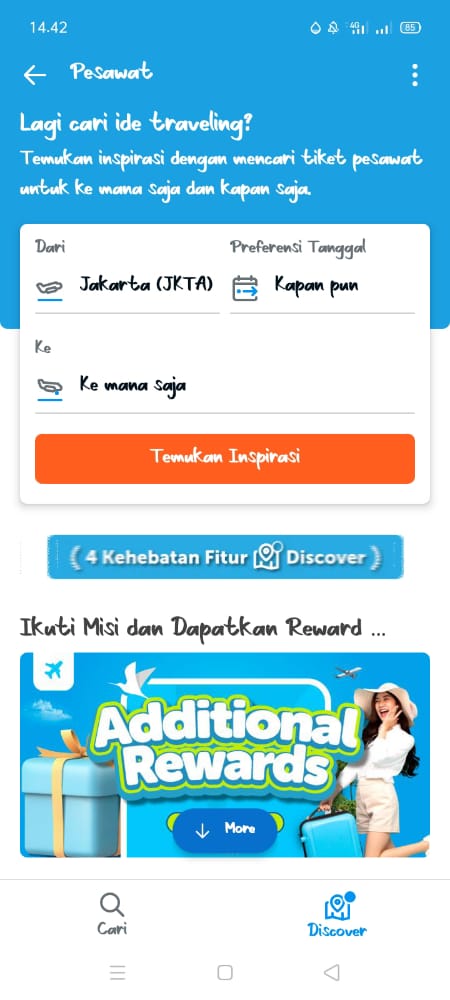 14.42
4G
85
Pesawat
Lagi cari ide traveling?
Temukan inspirasi dengan mencari tiket pesawat
untuk ke mana saja dan kapan saja.
Dari
Preferensi Tanggal
Jakarta (JKTA)
Kapan pun
Ke
Ke mana saja
Temukan Inspirasi
( 4 Kehebatan Fitur Discover )
Ikuti Misi dan Dapatkan Reward ...
Additional
Rewards
More
Cari
Discover